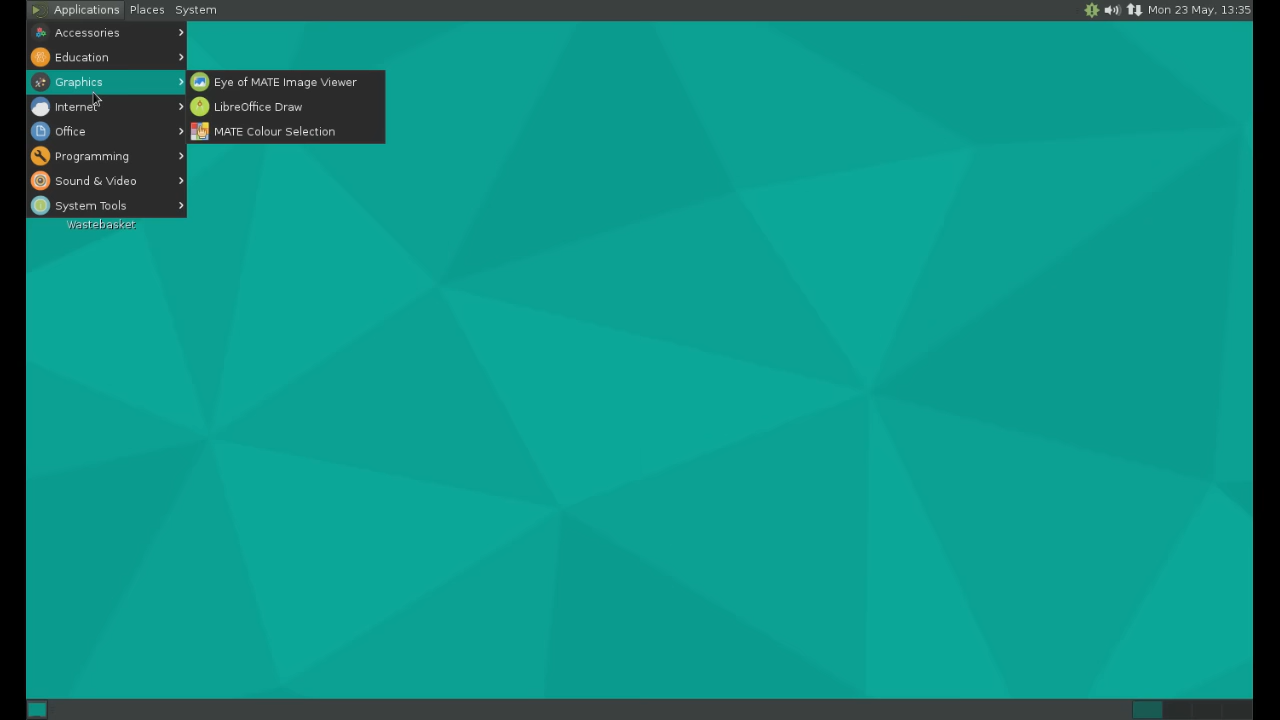 Applications Places System Mon 23 May, 13:35
Accessories
Education
Graphics
Internet
Office
Programming
Sound & Video
System Tools
Eye of MATE Image Viewer
LibreOffice Draw
MATE Colour Selection
Wastebasket